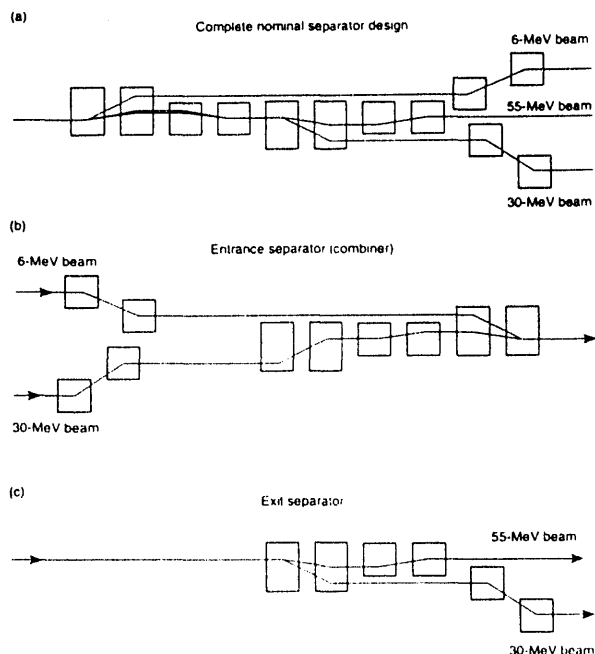 (a)
Complete nominal separator design
6-MeV beam
55-MeV beam
30-MeV beam
(b)
Entrance separator (combiner)
6-MeV beam
30-MeV beam
(c)
Exit separator
55-MeV beam
30-MeV beam